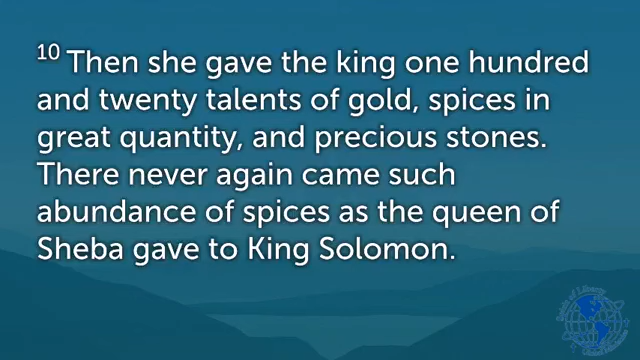 10 Then she gave the king one hundred
and twenty talents of gold, spices in
great quantity, and precious stones.
There never again came such
abundance of spices as the queen of
Sheba gave to King Solomon.